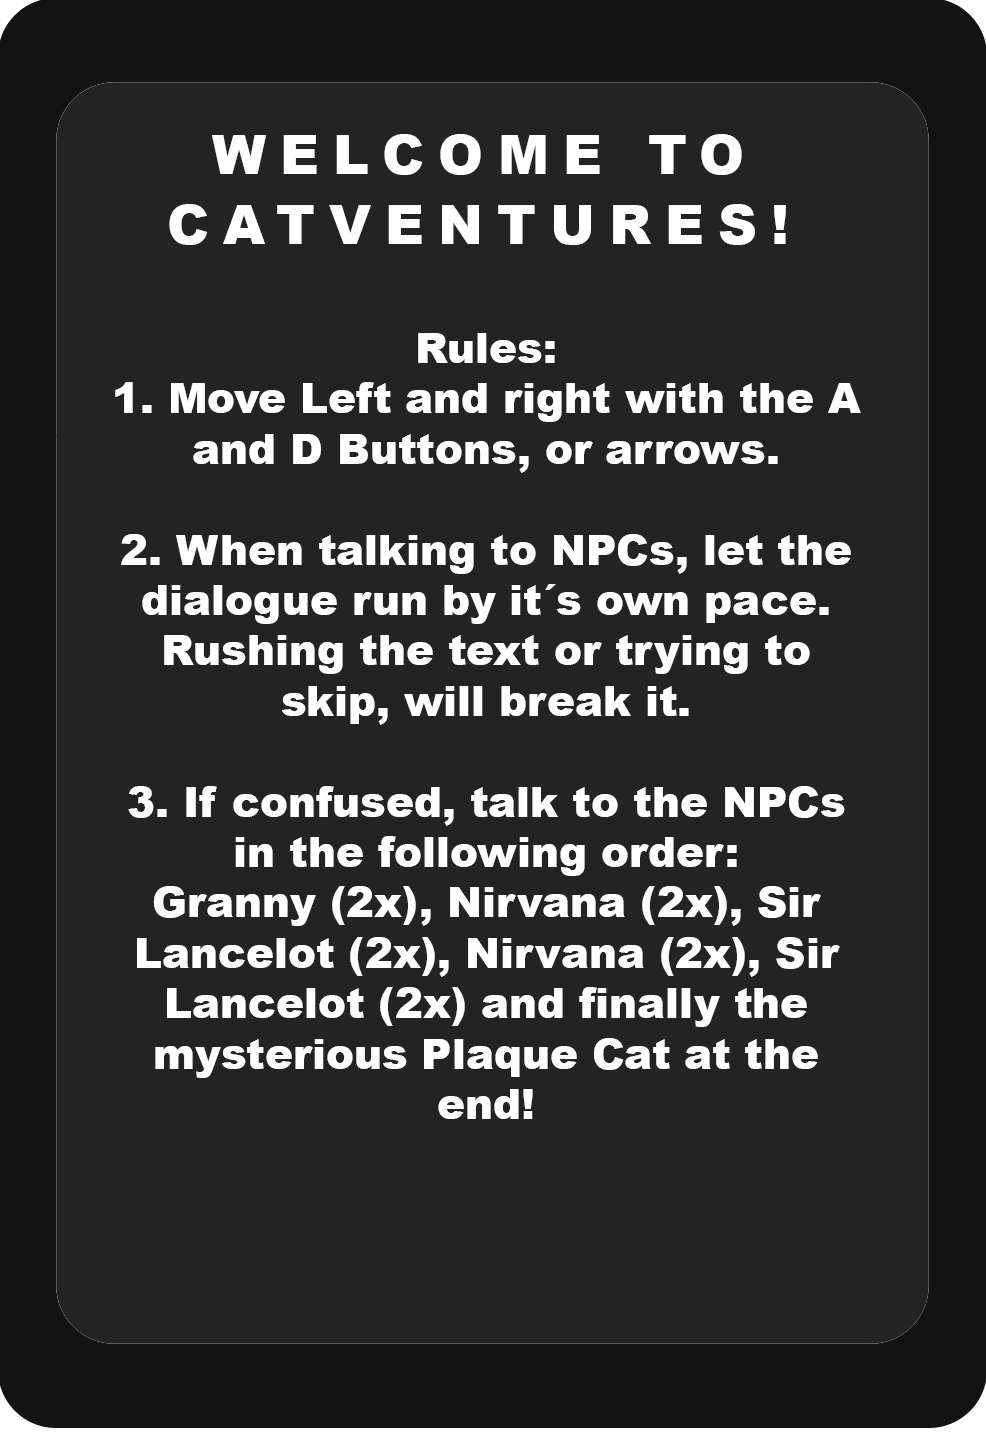 WELCOME TO
CATVENTURES!
Rules:
1. Move Left and right with the A
and D Buttons, or arrows.
2. When talking to NPCs, let the
dialogue run by it´s own pace.
Rushing the text or trying to
skip, will break it.
3. If confused, talk to the NPCs
in the following order:
Granny (2x), Nirvana (2x), Sir
Lancelot (2x), Nirvana (2x), Sir
Lancelot (2x) and finally the
mysterious Plaque Cat at the
end!